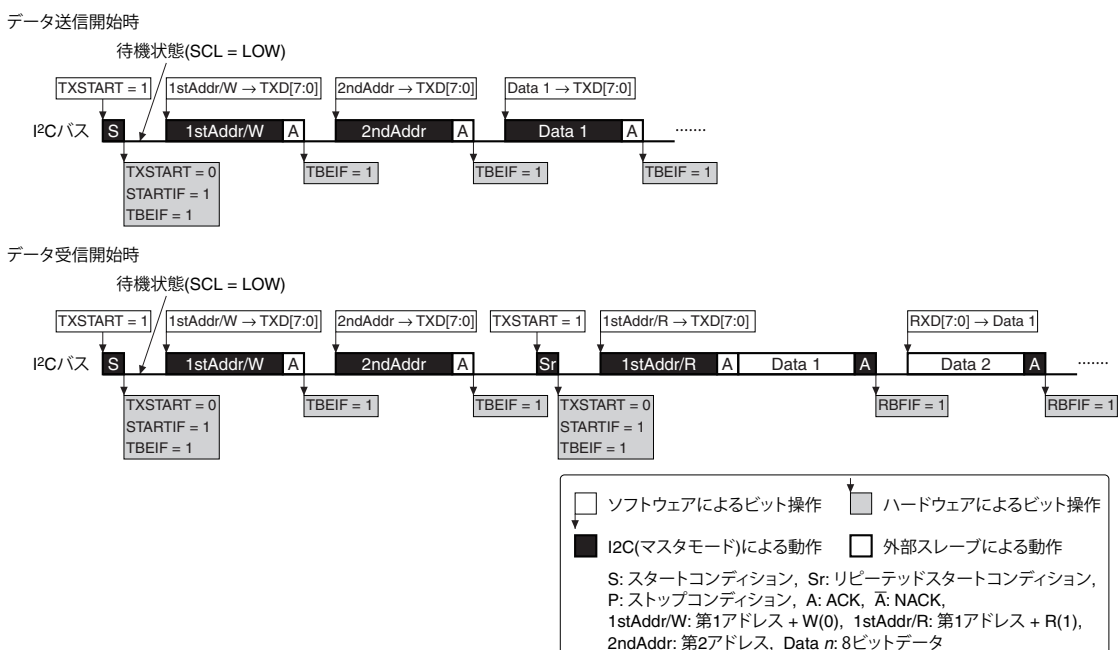 データ送信開始時
待機状態(SCL = LOW)
TXSTART = 1
1stAddr/W → TXD[7:0]
2ndAddr → TXD[7:0]
Data 1 → TXD[7:0]
I²Cバス
S
1stAddr/W
A
2ndAddr
A
Data 1
A
.......
TXSTART = 0
STARTIF = 1
TBEIF = 1
TBEIF = 1
TBEIF = 1
TBEIF = 1
データ受信開始時
待機状態(SCL = LOW)
TXSTART = 1
1stAddr/W → TXD[7:0]
2ndAddr → TXD[7:0]
TXSTART = 1
1stAddr/R → TXD[7:0]
RXD[7:0] → Data 1
I²Cバス
S
1stAddr/W
A
2ndAddr
A
Sr
1stAddr/R
A
Data 1
A
Data 2
A
.......
TXSTART = 0
STARTIF = 1
TBEIF = 1
TBEIF = 1
TBEIF = 1
TXSTART = 0
STARTIF = 1
TBEIF = 1
RBFIF = 1
RBFIF = 1
ソフトウェアによるビット操作
ハードウェアによるビット操作
I2C(マスタモード)による動作
外部スレーブによる動作
S: スタートコンディション, Sr: リピーテッドスタートコンディション,
P: ストップコンディション, A: ACK, A̅: NACK,
1stAddr/W: 第1アドレス + W(0), 1stAddr/R: 第1アドレス + R(1),
2ndAddr: 第2アドレス, Data n: 8ビットデータ